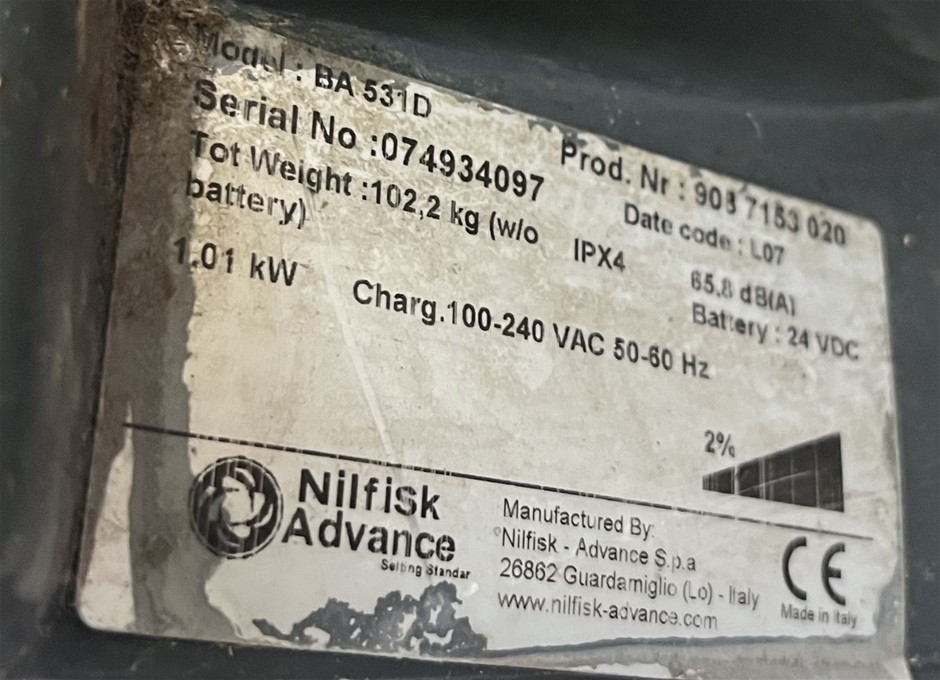 Model : BA 531D
Serial No :074934097
Prod. Nr : 908 7153 020
Tot Weight :102,2 kg (w/o
battery)
Date code : L07
IPX4
65,8 dB(A)
1.01 kW
Charg.100-240 VAC 50-60 Hz
Battery : 24 VDC
2%
Nilfisk
Advance
Setting Standar
Manufactured By:
Nilfisk - Advance S.p.a
26862 Guardamiglio (Lo) - Italy
www.nilfisk-advance.com
CE
Made in Italy